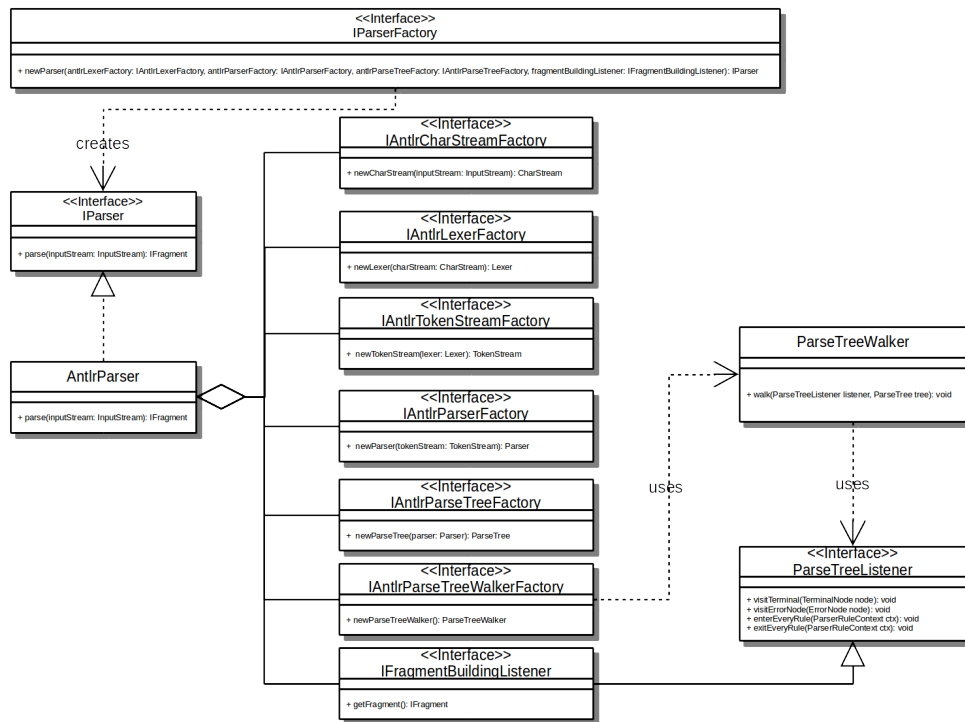 <<Interface>>
IParserFactory
+ newParser(antlrLexerFactory: IAntlrLexerFactory, antlrParserFactory: IAntlrParserFactory, antlrParseTreeFactory: IAntlrParseTreeFactory, fragmentBuildingListener: IFragmentBuildingListener): IParser
creates
<<Interface>>
IParser
+ parse(inputStream: InputStream): IFragment
AntlrParser
+ parse(inputStream: InputStream): IFragment
<<Interface>>
IAntlrCharStreamFactory
+ newCharStream(inputStream: InputStream): CharStream
<<Interface>>
IAntlrLexerFactory
+ newLexer(charStream: CharStream): Lexer
<<Interface>>
IAntlrTokenStreamFactory
+ newTokenStream(lexer: Lexer): TokenStream
<<Interface>>
IAntlrParserFactory
+ newParser(tokenStream: TokenStream): Parser
<<Interface>>
IAntlrParseTreeFactory
+ newParseTree(parser: Parser): ParseTree
<<Interface>>
IAntlrParseTreeWalkerFactory
+ newParseTreeWalker(): ParseTreeWalker
<<Interface>>
IFragmentBuildingListener
+ getFragment(): IFragment
uses
ParseTreeWalker
+ walk(ParseTreeListener listener, ParseTree tree): void
uses
<<Interface>>
ParseTreeListener
+ visitTerminal(TerminalNode node): void
+ visitErrorNode(ErrorNode node): void
+ enterEveryRule(ParserRuleContext ctx): void
+ exitEveryRule(ParserRuleContext ctx): void